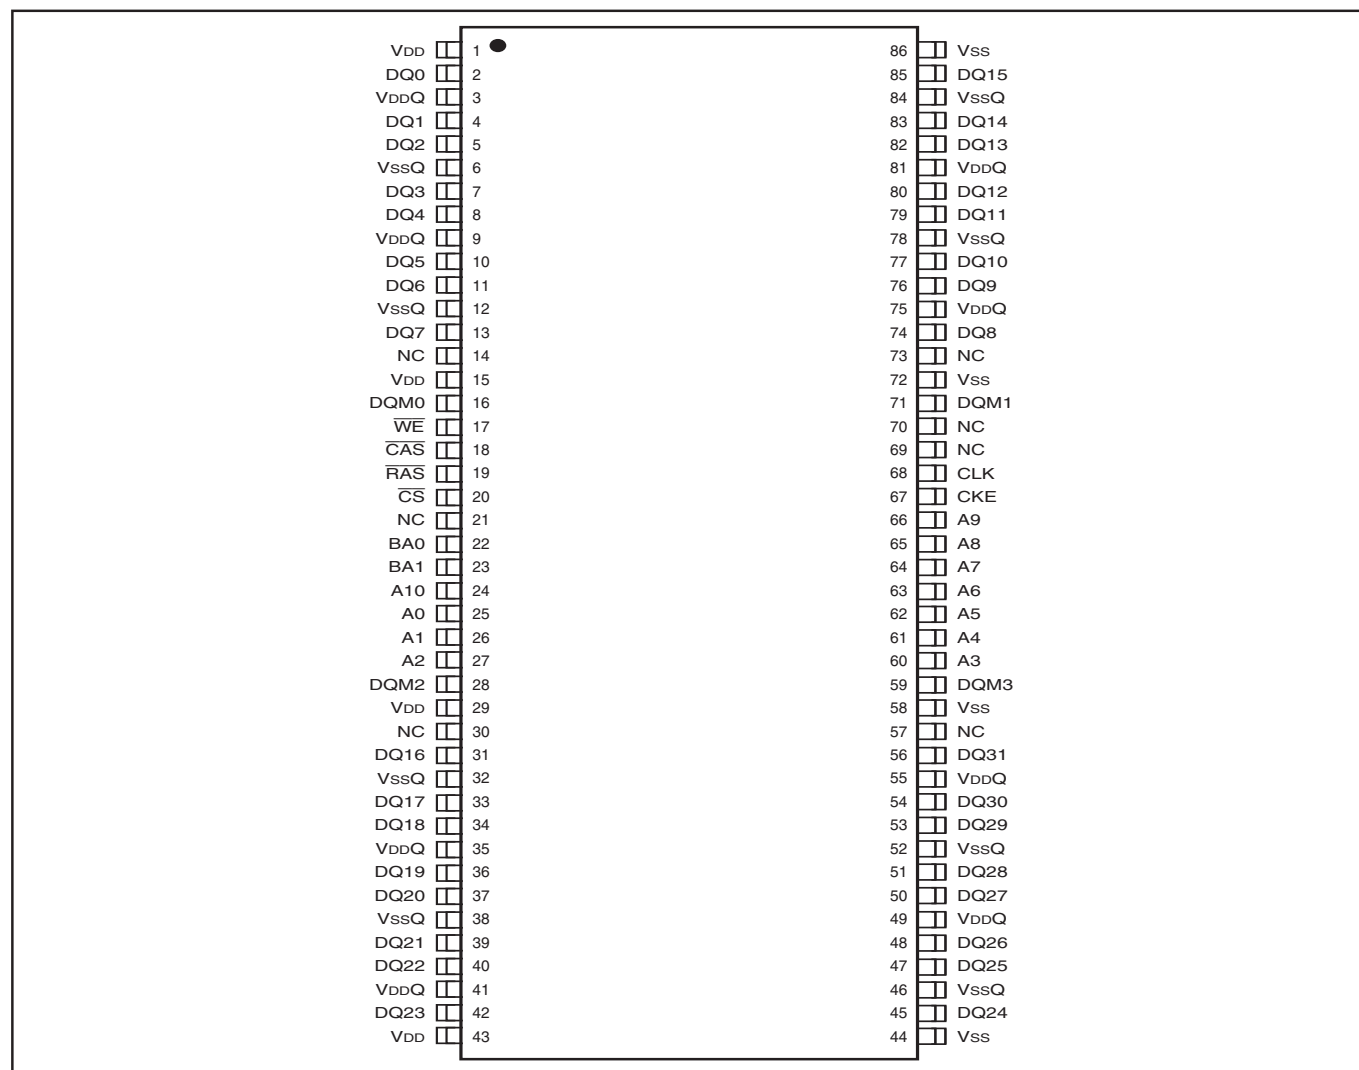 VDD 1 86 VSS
DQ0 2 85 DQ15
VDDQ 3 84 VSSQ
DQ1 4 83 DQ14
DQ2 5 82 DQ13
VSSQ 6 81 VDDQ
DQ3 7 80 DQ12
DQ4 8 79 DQ11
VDDQ 9 78 VSSQ
DQ5 10 77 DQ10
DQ6 11 76 DQ9
VSSQ 12 75 VDDQ
DQ7 13 74 DQ8
NC 14 73 NC
VDD 15 72 VSS
DQM0 16 71 DQM1
W̅E̅ 17 70 NC
C̅A̅S̅ 18 69 NC
R̅A̅S̅ 19 68 CLK
C̅S̅ 20 67 CKE
NC 21 66 A9
BA0 22 65 A8
BA1 23 64 A7
A10 24 63 A6
A0 25 62 A5
A1 26 61 A4
A2 27 60 A3
DQM2 28 59 DQM3
VDD 29 58 VSS
NC 30 57 NC
DQ16 31 56 DQ31
VSSQ 32 55 VDDQ
DQ17 33 54 DQ30
DQ18 34 53 DQ29
VDDQ 35 52 VSSQ
DQ19 36 51 DQ28
DQ20 37 50 DQ27
VSSQ 38 49 VDDQ
DQ21 39 48 DQ26
DQ22 40 47 DQ25
VDDQ 41 46 VSSQ
DQ23 42 45 DQ24
VDD 43 44 VSS